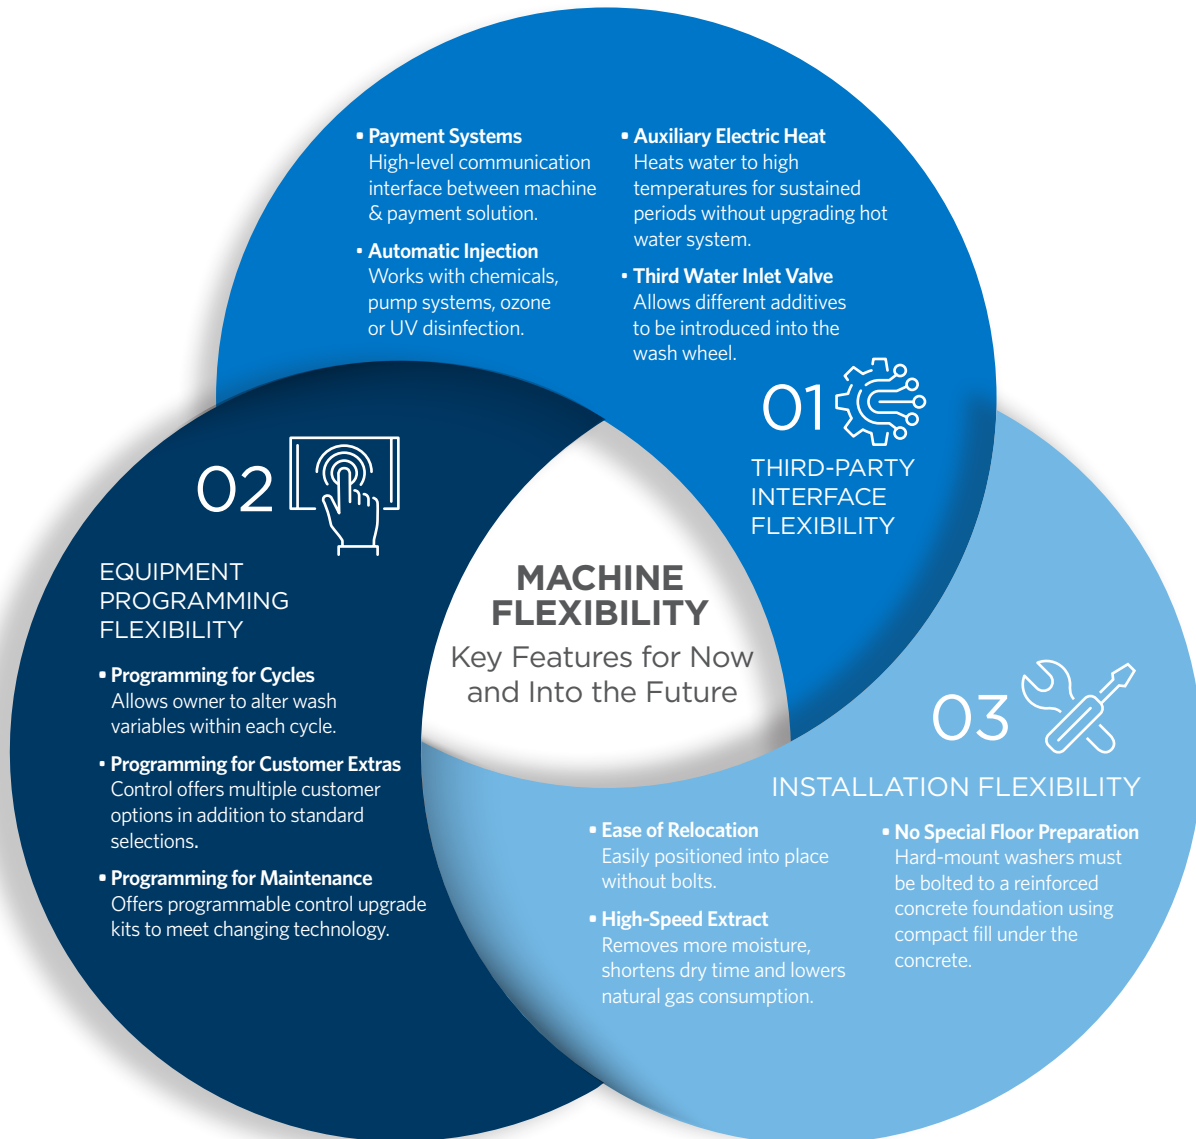 • Payment Systems
High-level communication
interface between machine
& payment solution.
• Automatic Injection
Works with chemicals,
pump systems, ozone
or UV disinfection.
• Auxiliary Electric Heat
Heats water to high
temperatures for sustained
periods without upgrading hot
water system.
• Third Water Inlet Valve
Allows different additives
to be introduced into the
wash wheel.
01
THIRD-PARTY
INTERFACE
FLEXIBILITY
02
EQUIPMENT
PROGRAMMING
FLEXIBILITY
• Programming for Cycles
Allows owner to alter wash
variables within each cycle.
• Programming for Customer Extras
Control offers multiple customer
options in addition to standard
selections.
• Programming for Maintenance
Offers programmable control upgrade
kits to meet changing technology.
MACHINE
FLEXIBILITY
Key Features for Now
and Into the Future
03
INSTALLATION FLEXIBILITY
• Ease of Relocation
Easily positioned into place
without bolts.
• High-Speed Extract
Removes more moisture,
shortens dry time and lowers
natural gas consumption.
• No Special Floor Preparation
Hard-mount washers must
be bolted to a reinforced
concrete foundation using
compact fill under the
concrete.